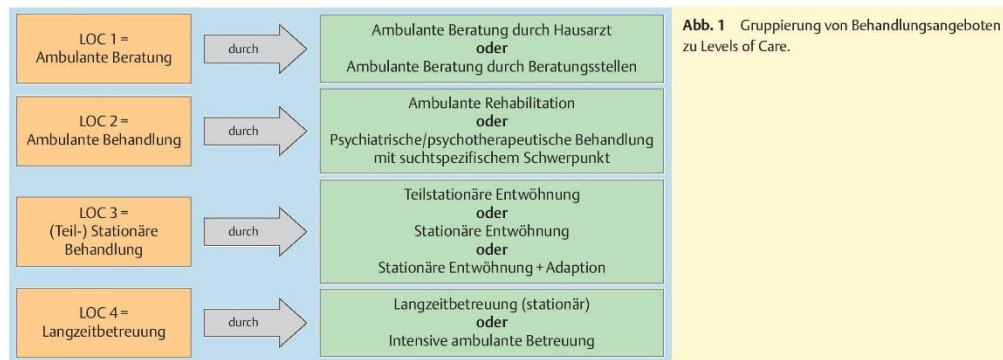 LOC 1 =
Ambulante Beratung
durch
Ambulante Beratung durch Hausarzt
oder
Ambulante Beratung durch Beratungsstellen
LOC 2 =
Ambulante Behandlung
durch
Ambulante Rehabilitation
oder
Psychiatrische/psychotherapeutische Behandlung
mit suchtspezifischem Schwerpunkt
LOC 3 =
(Teil-) Stationäre
Behandlung
durch
Teilstationäre Entwöhnung
oder
Stationäre Entwöhnung
oder
Stationäre Entwöhnung + Adaption
LOC 4 =
Langzeitbetreuung
durch
Langzeitbetreuung (stationär)
oder
Intensive ambulante Betreuung
Abb. 1 Gruppierung von Behandlungsangeboten
zu Levels of Care.